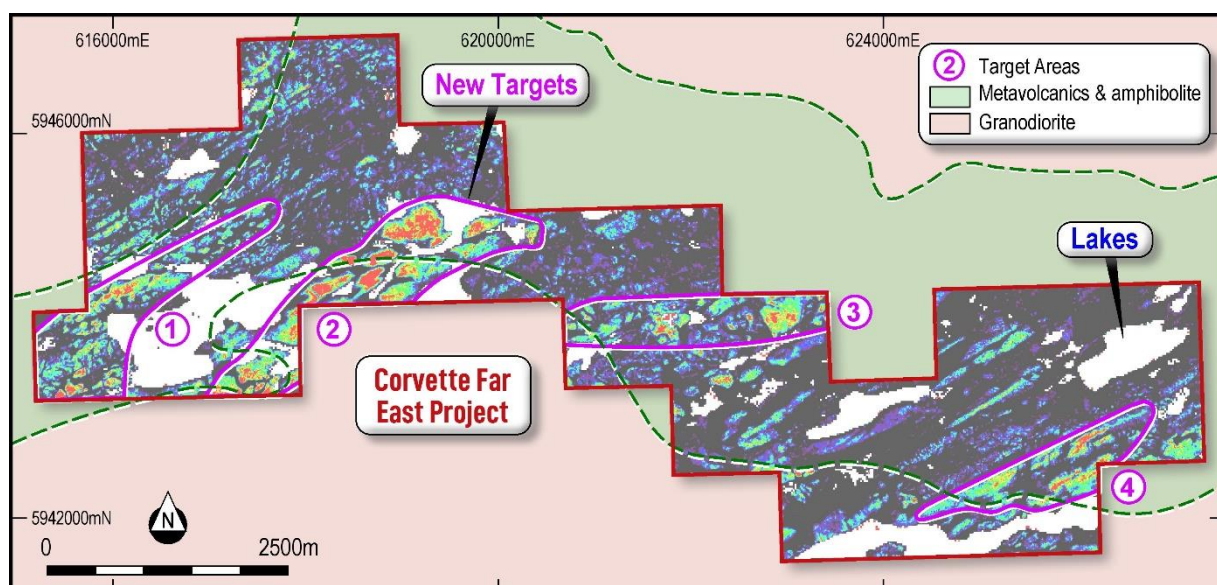 616000mE
620000mE
624000mE
5946000mN
5942000mN
New Targets
2 Target Areas
Metavolcanics & amphibolite
Granodiorite
Lakes
1
2
3
4
Corvette Far
East Project
N
0
2500m